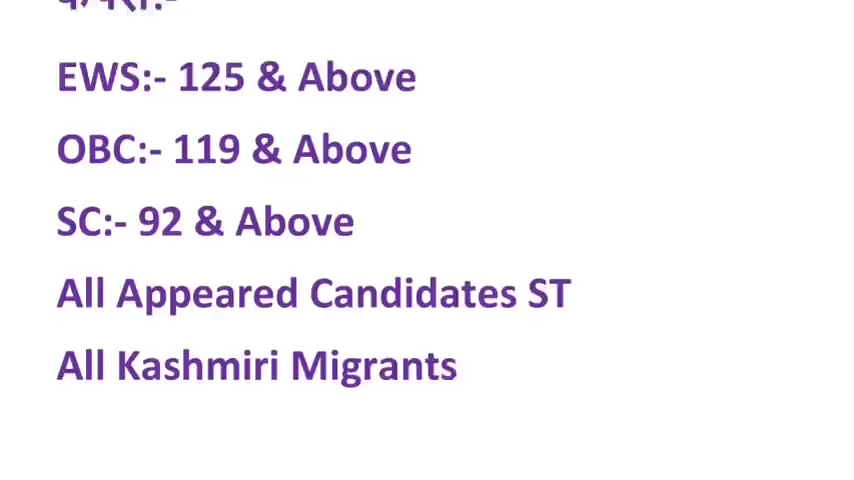 EWS:- 125 & Above
OBC:- 119 & Above
SC:- 92 & Above
All Appeared Candidates ST
All Kashmiri Migrants